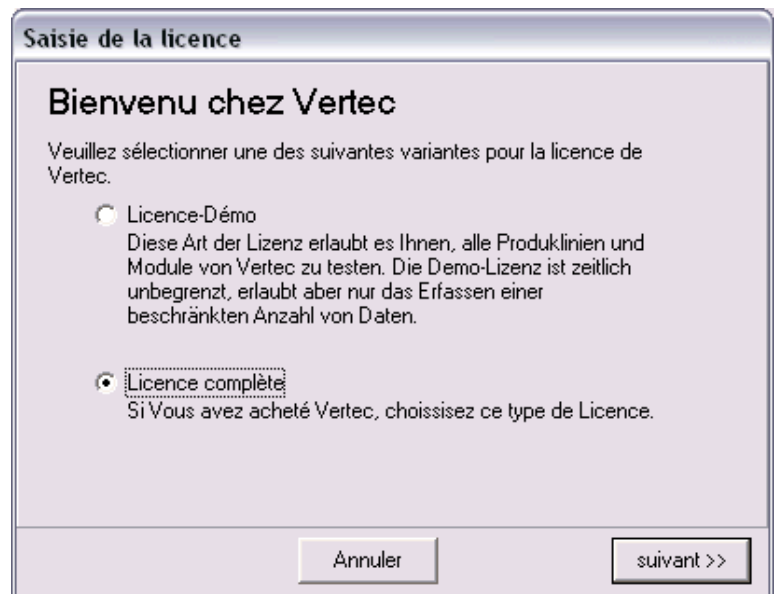 Saisie de la licence
Bienvenu chez Vertec
Veuillez sélectionner une des suivantes variantes pour la licence de
Vertec.
Licence-Démo
Diese Art der Lizenz erlaubt es Ihnen, alle Produklinien und
Module von Vertec zu testen. Die Demo-Lizenz ist zeitlich
unbegrenzt, erlaubt aber nur das Erfassen einer
beschränkten Anzahl von Daten.
Licence complète
Si Vous avez acheté Vertec, choissisez ce type de Licence.
Annuler
suivant >>